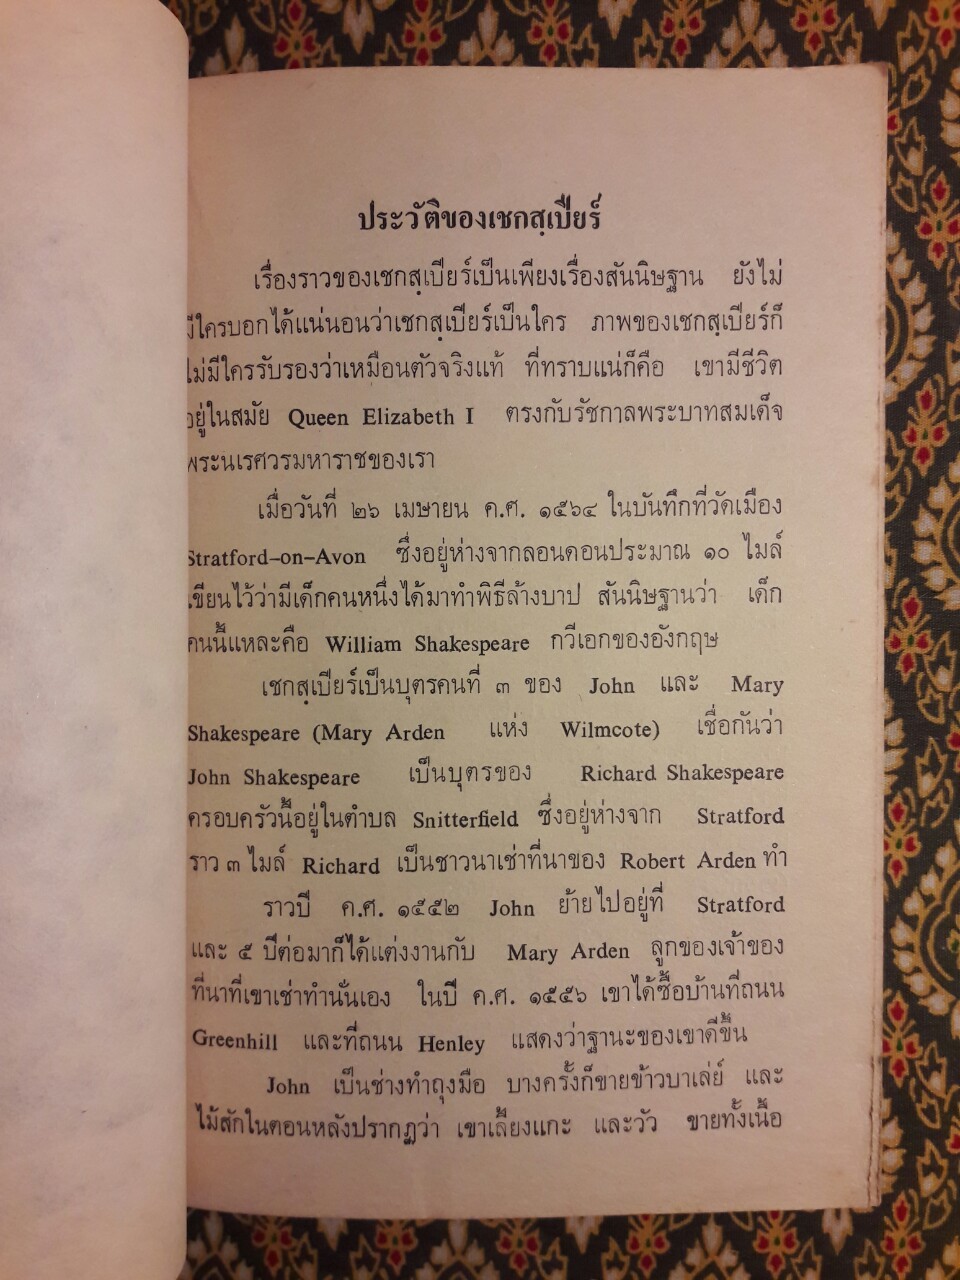 ประวัติของเชกสฺเปียร์
เรื่องราวของเชกสฺเปียร์เป็นเพียงเรื่องสันนิษฐาน ยังไม่
มีใครบอกได้แน่นอนว่าเชกสฺเปียร์เป็นใคร ภาพของเชกสฺเปียร์ก็
ไม่มีใครรับรองว่าเหมือนตัวจริงแท้ ที่ทราบแน่ก็คือ เขามีชีวิต
อยู่ในสมัย Queen Elizabeth I ตรงกับรัชกาลพระบาทสมเด็จ
พระนเรศวรมหาราชของเรา
เมื่อวันที่ ๒๖ เมษายน ค.ศ. ๑๕๖๔ ในบันทึกที่วัดเมือง
Stratford-on-Avon ซึ่งอยู่ห่างจากลอนดอนประมาณ ๑๐ ไมล์
เขียนไว้ว่ามีเด็กคนหนึ่งได้มาทำพิธีล้างบาป สันนิษฐานว่า เด็ก
คนนี้แหละคือ William Shakespeare กวีเอกของอังกฤษ
เชกสฺเปียร์เป็นบุตรคนที่ ๓ ของ John และ Mary
Shakespeare (Mary Arden แห่ง Wilmcote) เชื่อกันว่า
John Shakespeare เป็นบุตรของ Richard Shakespeare
ครอบครัวนี้อยู่ในตำบล Snitterfield ซึ่งอยู่ห่างจาก Stratford
ราว ๓ ไมล์ Richard เป็นชาวนาเช่าที่นาของ Robert Arden ทำ
ราวปี ค.ศ. ๑๕๕๒ John ย้ายไปอยู่ที่ Stratford
และ ๕ ปีต่อมาก็ได้แต่งงานกับ Mary Arden ลูกของเจ้าของ
ที่นาที่เขาเช่าทำนั่นเอง ในปี ค.ศ. ๑๕๕๖ เขาได้ซื้อบ้านที่ถนน
Greenhill และที่ถนน Henley แสดงว่าฐานะของเขาดีขึ้น
John เป็นช่างทำถุงมือ บางครั้งก็ขายข้าวบาเล่ย์ และ
ไม้สักในตอนหลังปรากฏว่า เขาเลี้ยงแกะ และวัว ขายทั้งเนื้อ